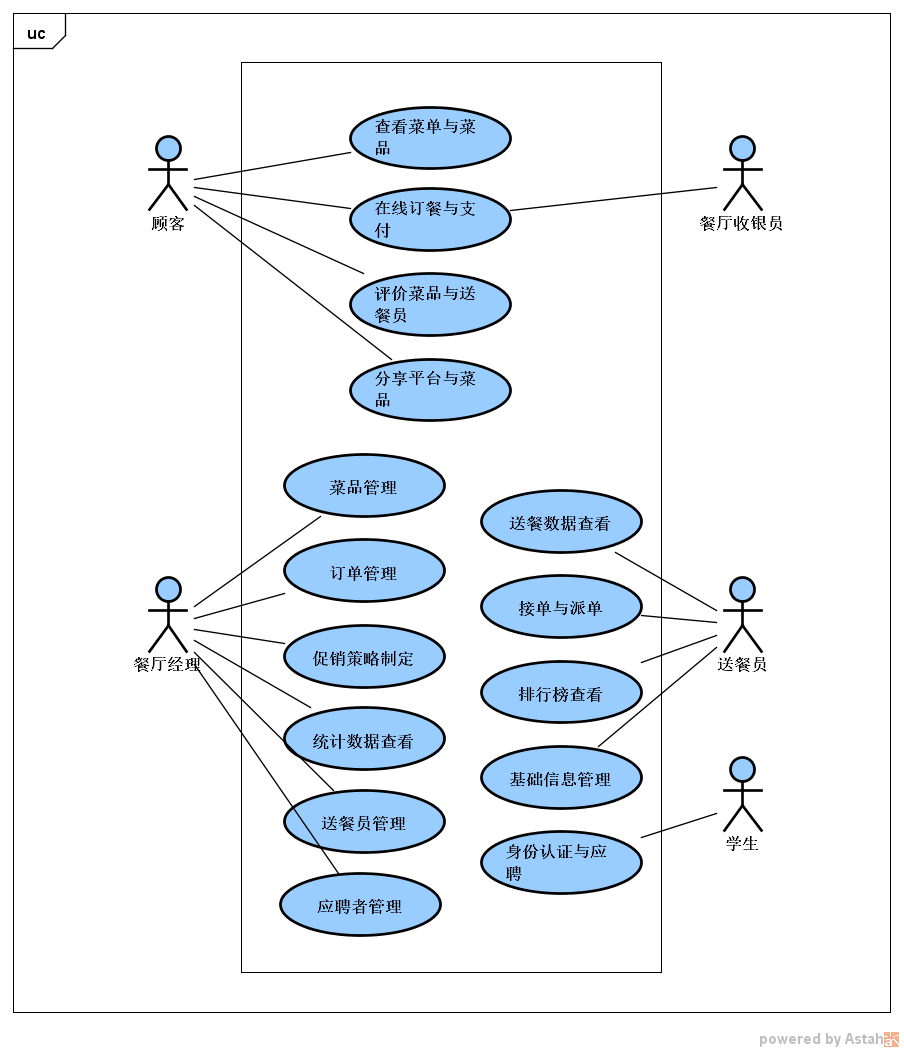 uc
查看菜单与菜
品
顾客
餐厅收银员
在线订餐与支
付
评价菜品与送
餐员
分享平台与菜
品
菜品管理
送餐数据查看
订单管理
接单与派单
餐厅经理
促销策略制定
送餐员
排行榜查看
统计数据查看
基础信息管理
送餐员管理
学生
身份认证与应
聘
应聘者管理
powered by Astah